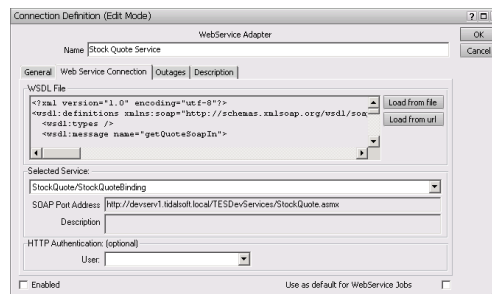 Connection Definition (Edit Mode)
WebService Adapter
OK
Name Stock Quote Service
Cancel
General Web Service Connection Outages Description
WSDL File
<?xml version="1.0" encoding="utf-8"?>
Load from file
<wsdl:definitions xmlns:soap="http://schemas.xmlsoap.org/wsdl/soa
<wsdl:types />
Load from url
<wsdl:message name="getQuoteSoapIn">
Selected Service:
StockQuote/StockQuoteBinding
SOAP Port Address http://devserv1.tidalsoft.local/TESDevServices/StockQuote.asmx
Description
HTTP Authentication: (optional)
User:
Enabled
Use as default for WebService Jobs